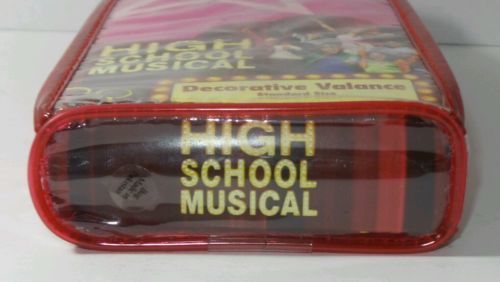 HIGH
SCHOOL
MUSICAL
Decorative Valance
Standard Size
HIGH
SCHOOL
MUSICAL